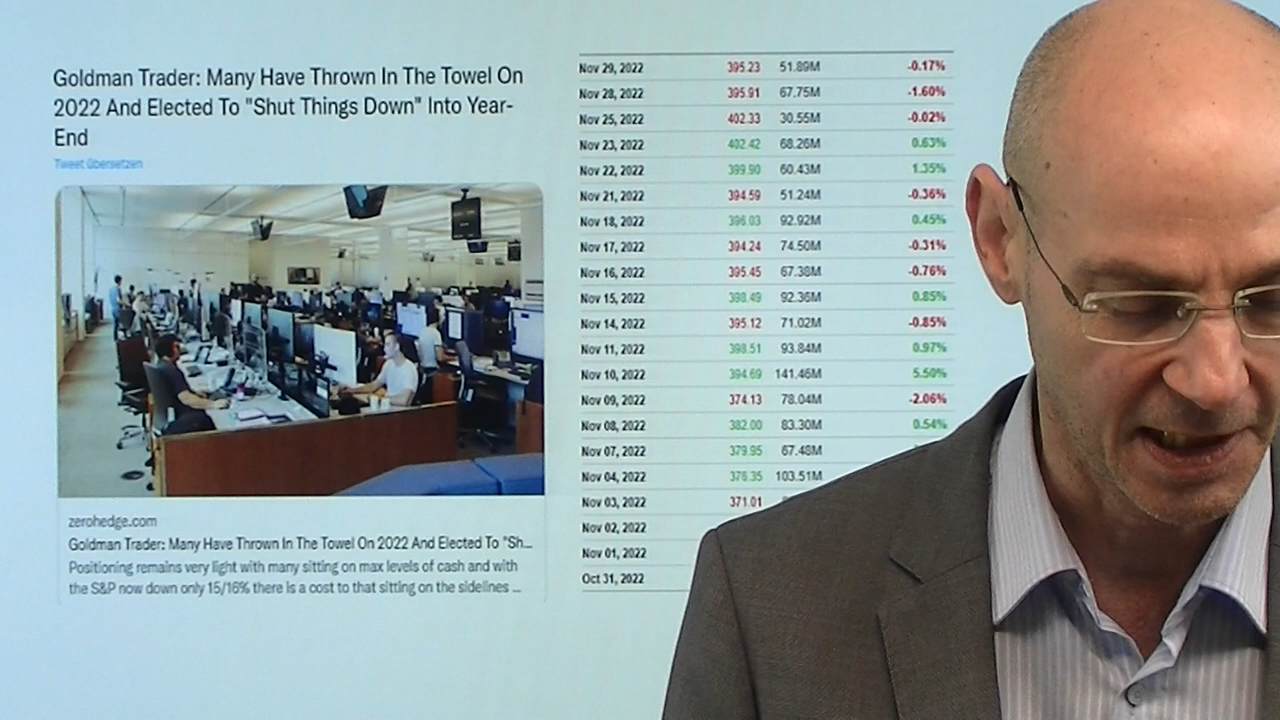 Goldman Trader: Many Have Thrown In The Towel On
2022 And Elected To "Shut Things Down" Into Year-
End
Tweet übersetzen
zerohedge.com
Goldman Trader: Many Have Thrown In The Towel On 2022 And Elected To "Sh...
Positioning remains very light with many sitting on max levels of cash and with
the S&P now down only 15/16% there is a cost to that sitting on the sidelines ...
Nov 29, 2022 395.23 51.89M -0.17%
Nov 28, 2022 395.91 67.75M -1.60%
Nov 25, 2022 402.33 30.55M -0.02%
Nov 23, 2022 402.42 68.26M 0.63%
Nov 22, 2022 399.90 60.43M 1.35%
Nov 21, 2022 394.59 51.24M -0.36%
Nov 18, 2022 396.03 92.92M 0.45%
Nov 17, 2022 394.24 74.50M -0.31%
Nov 16, 2022 395.45 67.38M -0.76%
Nov 15, 2022 398.49 92.36M 0.85%
Nov 14, 2022 395.12 71.02M -0.85%
Nov 11, 2022 398.51 93.84M 0.97%
Nov 10, 2022 394.69 141.46M 5.50%
Nov 09, 2022 374.13 78.04M -2.06%
Nov 08, 2022 382.00 83.30M 0.54%
Nov 07, 2022 379.95 67.48M
Nov 04, 2022 376.35 103.51M
Nov 03, 2022 371.01
Nov 02, 2022
Nov 01, 2022
Oct 31, 2022